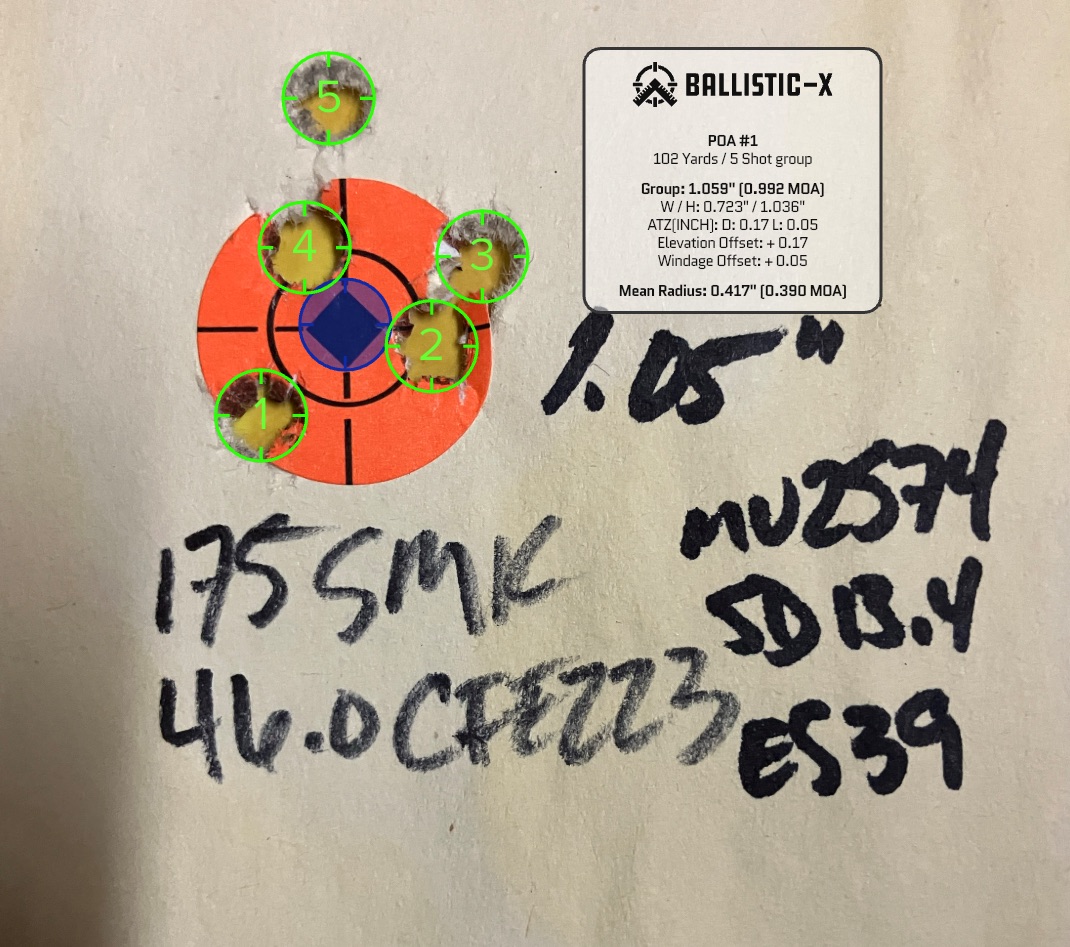 5
4
3
2
1
BALLISTIC-X
POA #1
102 Yards / 5 Shot group
Group: 1.059" (0.992 MOA)
W / H: 0.723" / 1.036"
ATZ(INCH): D: 0.17 L: 0.05
Elevation Offset: + 0.17
Windage Offset: + 0.05
Mean Radius: 0.417" (0.390 MOA)
1.05"
MV2574
SD 13.4
ES 39
175 SMK
46.0 CFE223